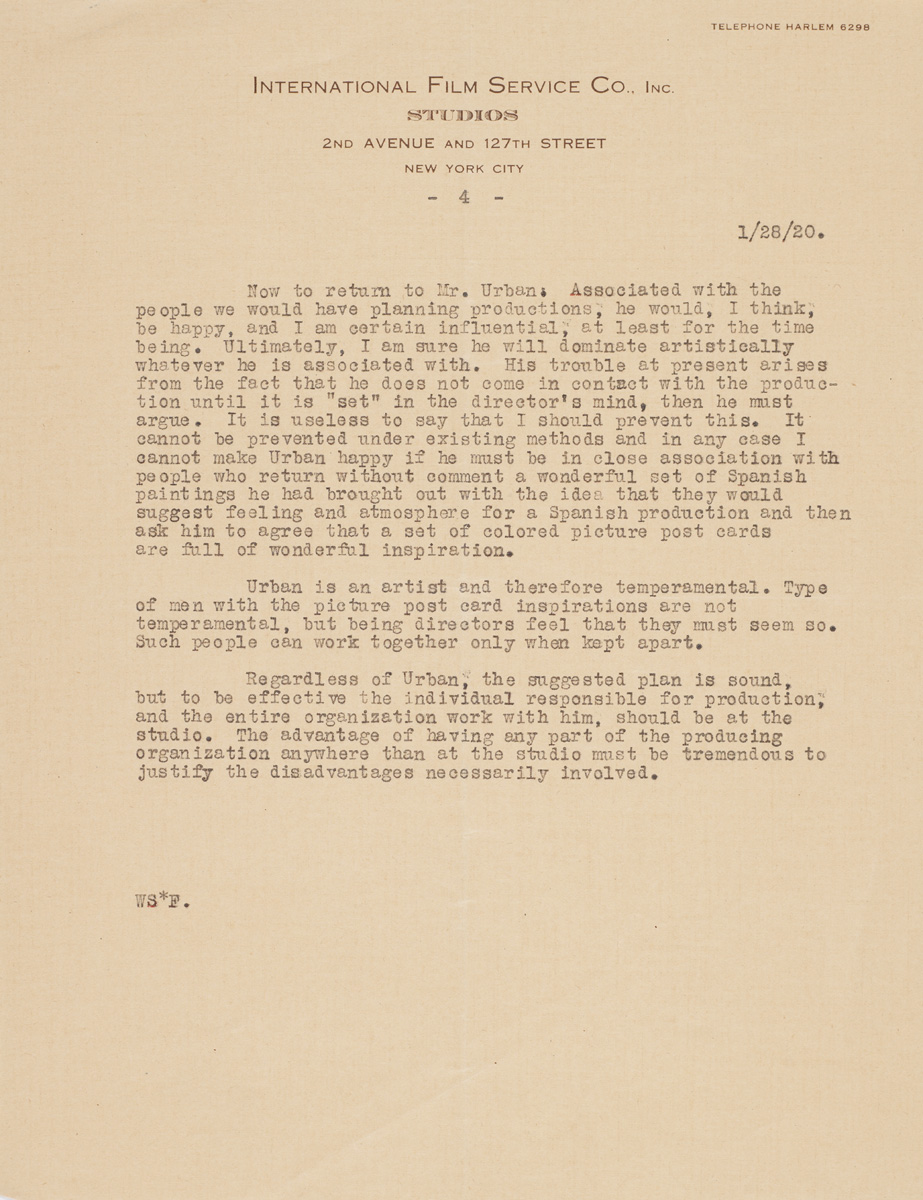 TELEPHONE HARLEM 6298
INTERNATIONAL FILM SERVICE CO., INC.
STUDIOS
2ND AVENUE AND 127TH STREET
NEW YORK CITY
- 4 -
1/28/20.
Now to return to Mr. Urban. Associated with the
people we would have planning productions, he would, I think,
be happy, and I am certain influential, at least for the time
being. Ultimately, I am sure he will dominate artistically
whatever he is associated with. His trouble at present arises
from the fact that he does not come in contact with the produc-
tion until it is "set" in the director's mind, then he must
argue. It is useless to say that I should prevent this. It
cannot be prevented under existing methods and in any case I
cannot make Urban happy if he must be in close association with
people who return without comment a wonderful set of Spanish
paintings he had brought out with the idea that they would
suggest feeling and atmosphere for a Spanish production and then
ask him to agree that a set of colored picture post cards
are full of wonderful inspiration.
Urban is an artist and therefore temperamental. Type
of men with the picture post card inspirations are not
temperamental, but being directors feel that they must seem so.
Such people can work together only when kept apart.
Regardless of Urban, the suggested plan is sound,
but to be effective the individual responsible for production,
and the entire organization work with him, should be at the
studio. The advantage of having any part of the producing
organization anywhere than at the studio must be tremendous to
justify the disadvantages necessarily involved.
WS*F.